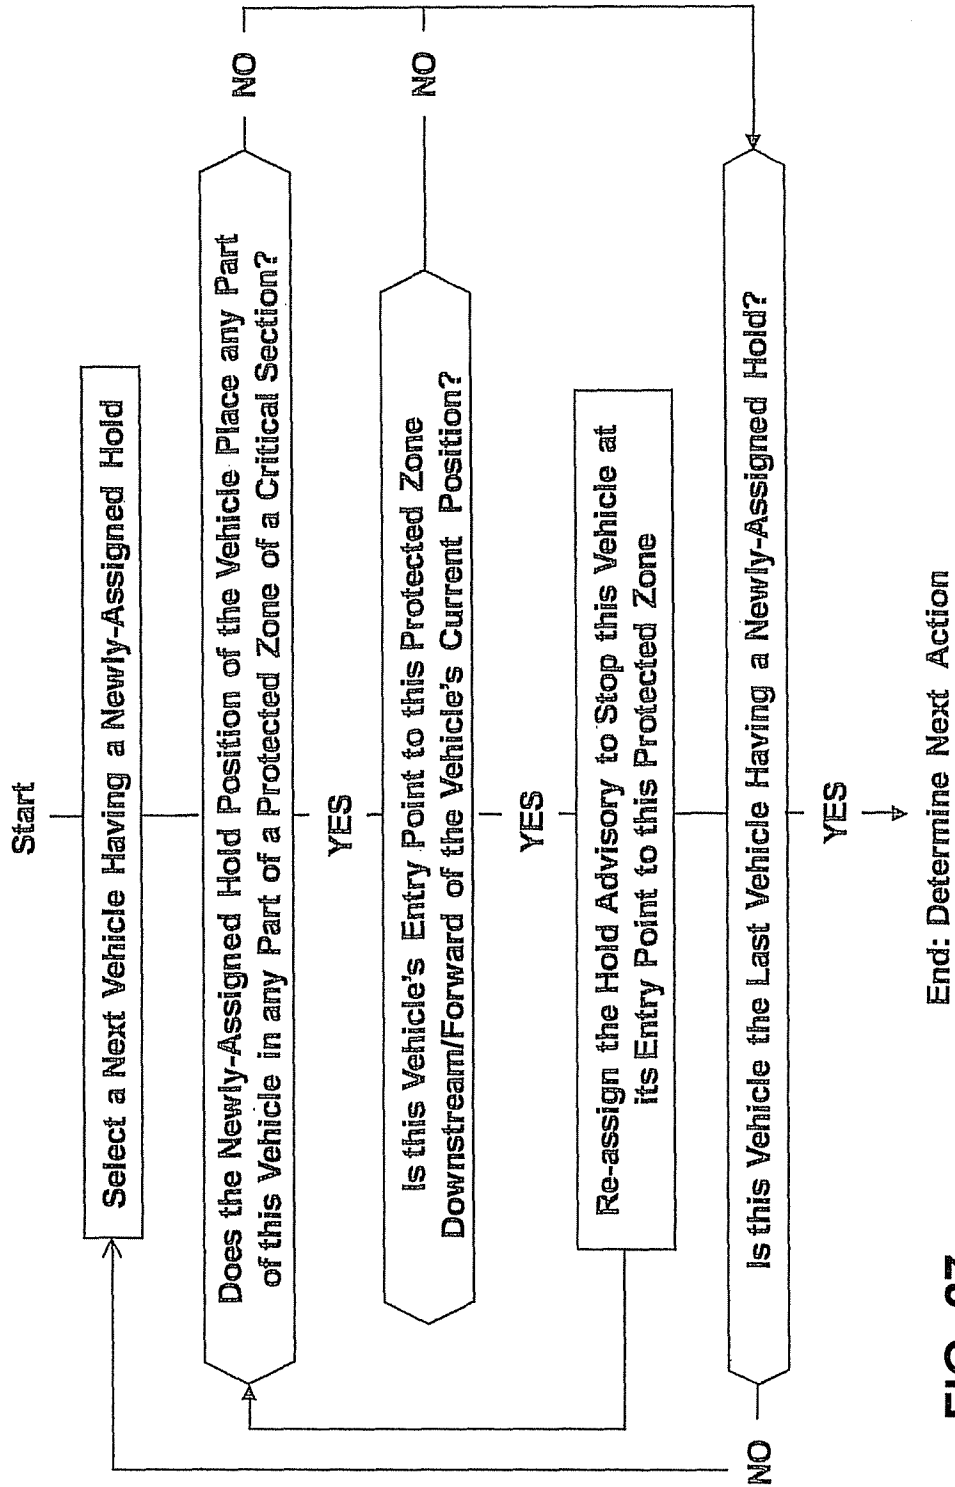 Start
Select a Next Vehicle Having a Newly-Assigned Hold
Does the Newly-Assigned Hold Position of the Vehicle Place any Part
of this Vehicle in any Part of a Protected Zone of a Critical Section?
NO
YES
Is this Vehicle's Entry Point to this Protected Zone
Downstream/Forward of the Vehicle's Current Position?
NO
YES
Re-assign the Hold Advisory to Stop this Vehicle at
its Entry Point to this Protected Zone
Is this Vehicle the Last Vehicle Having a Newly-Assigned Hold?
NO
YES
End: Determine Next Action